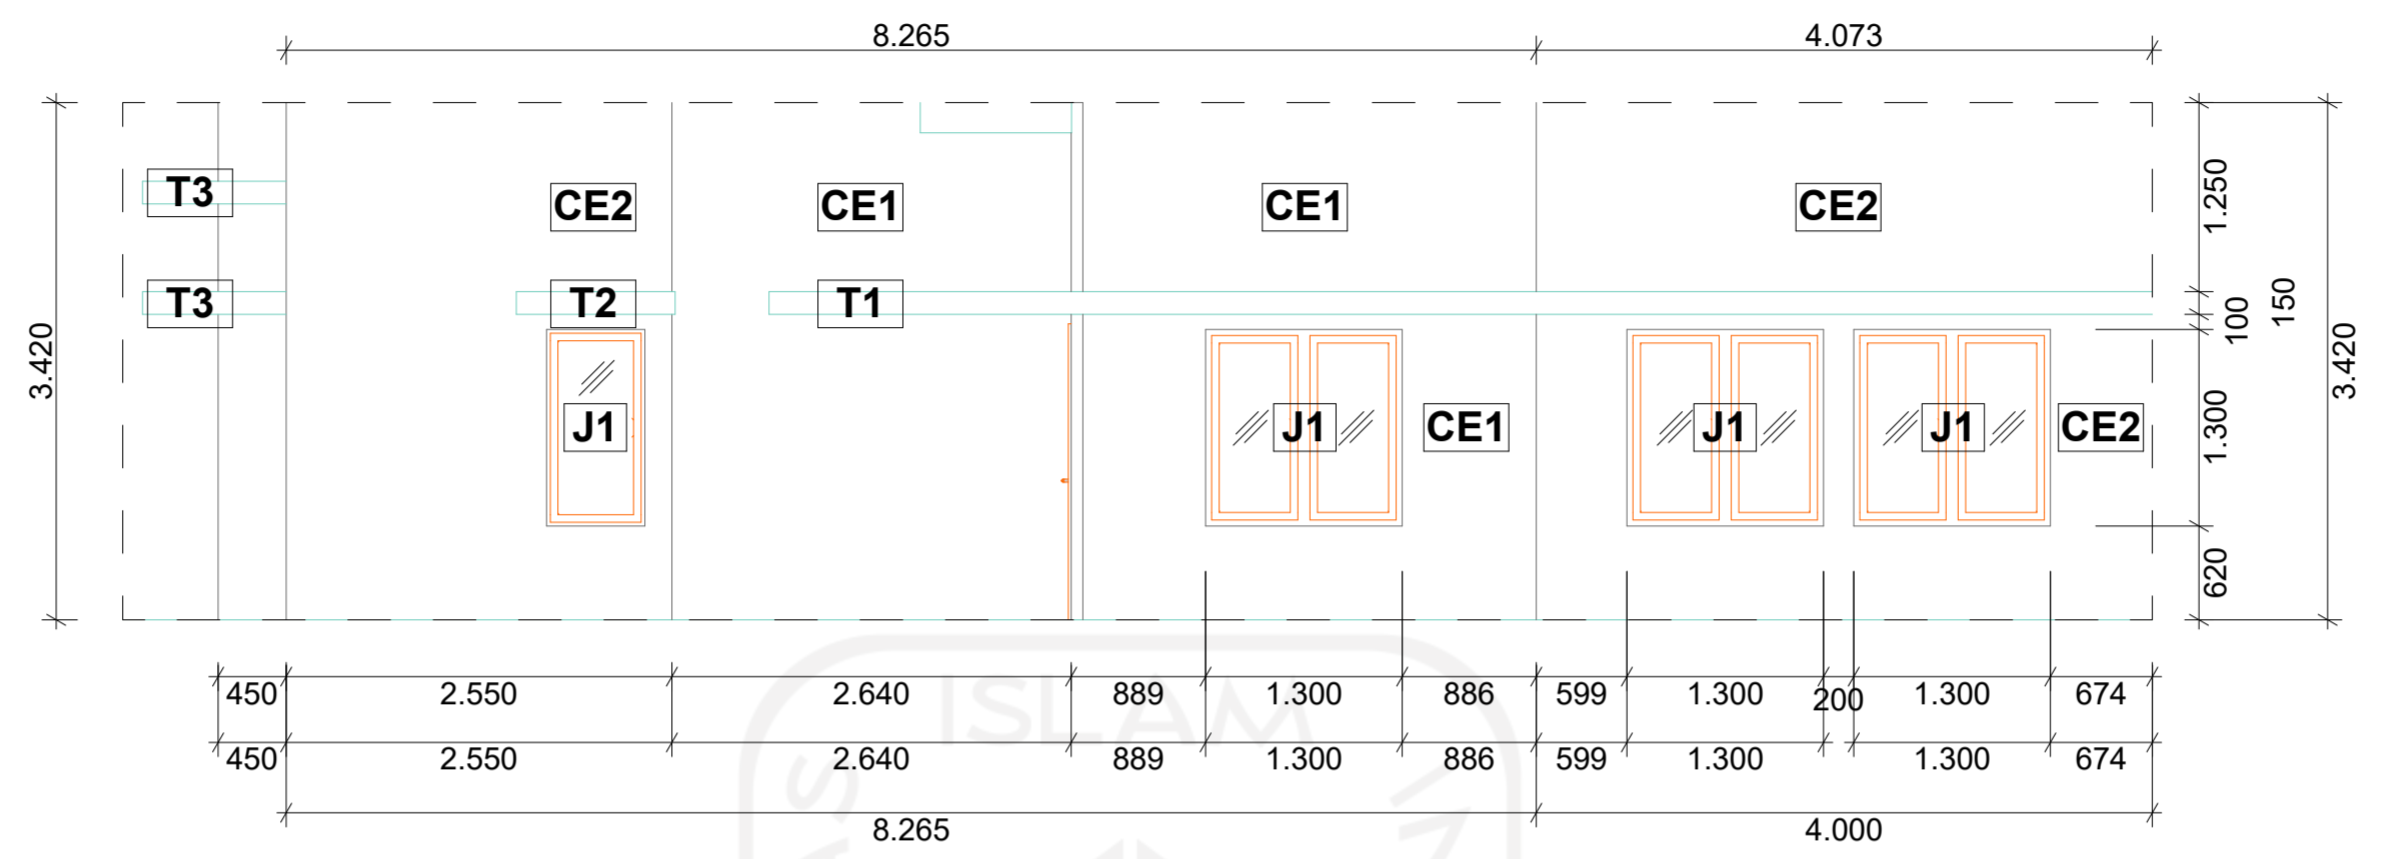 8.265 4.073
T3 CE2 CE1 CE1 CE2
1.250
T3 T2 T1
100 150
3.420 3.420
J1 J1 CE1 J1 J1 CE2
1.300
620
ISLAM
450 2.550 2.640 889 1.300 886 599 1.300 200 1.300 674
450 2.550 2.640 889 1.300 886 599 1.300 1.300 674
8.265 4.000